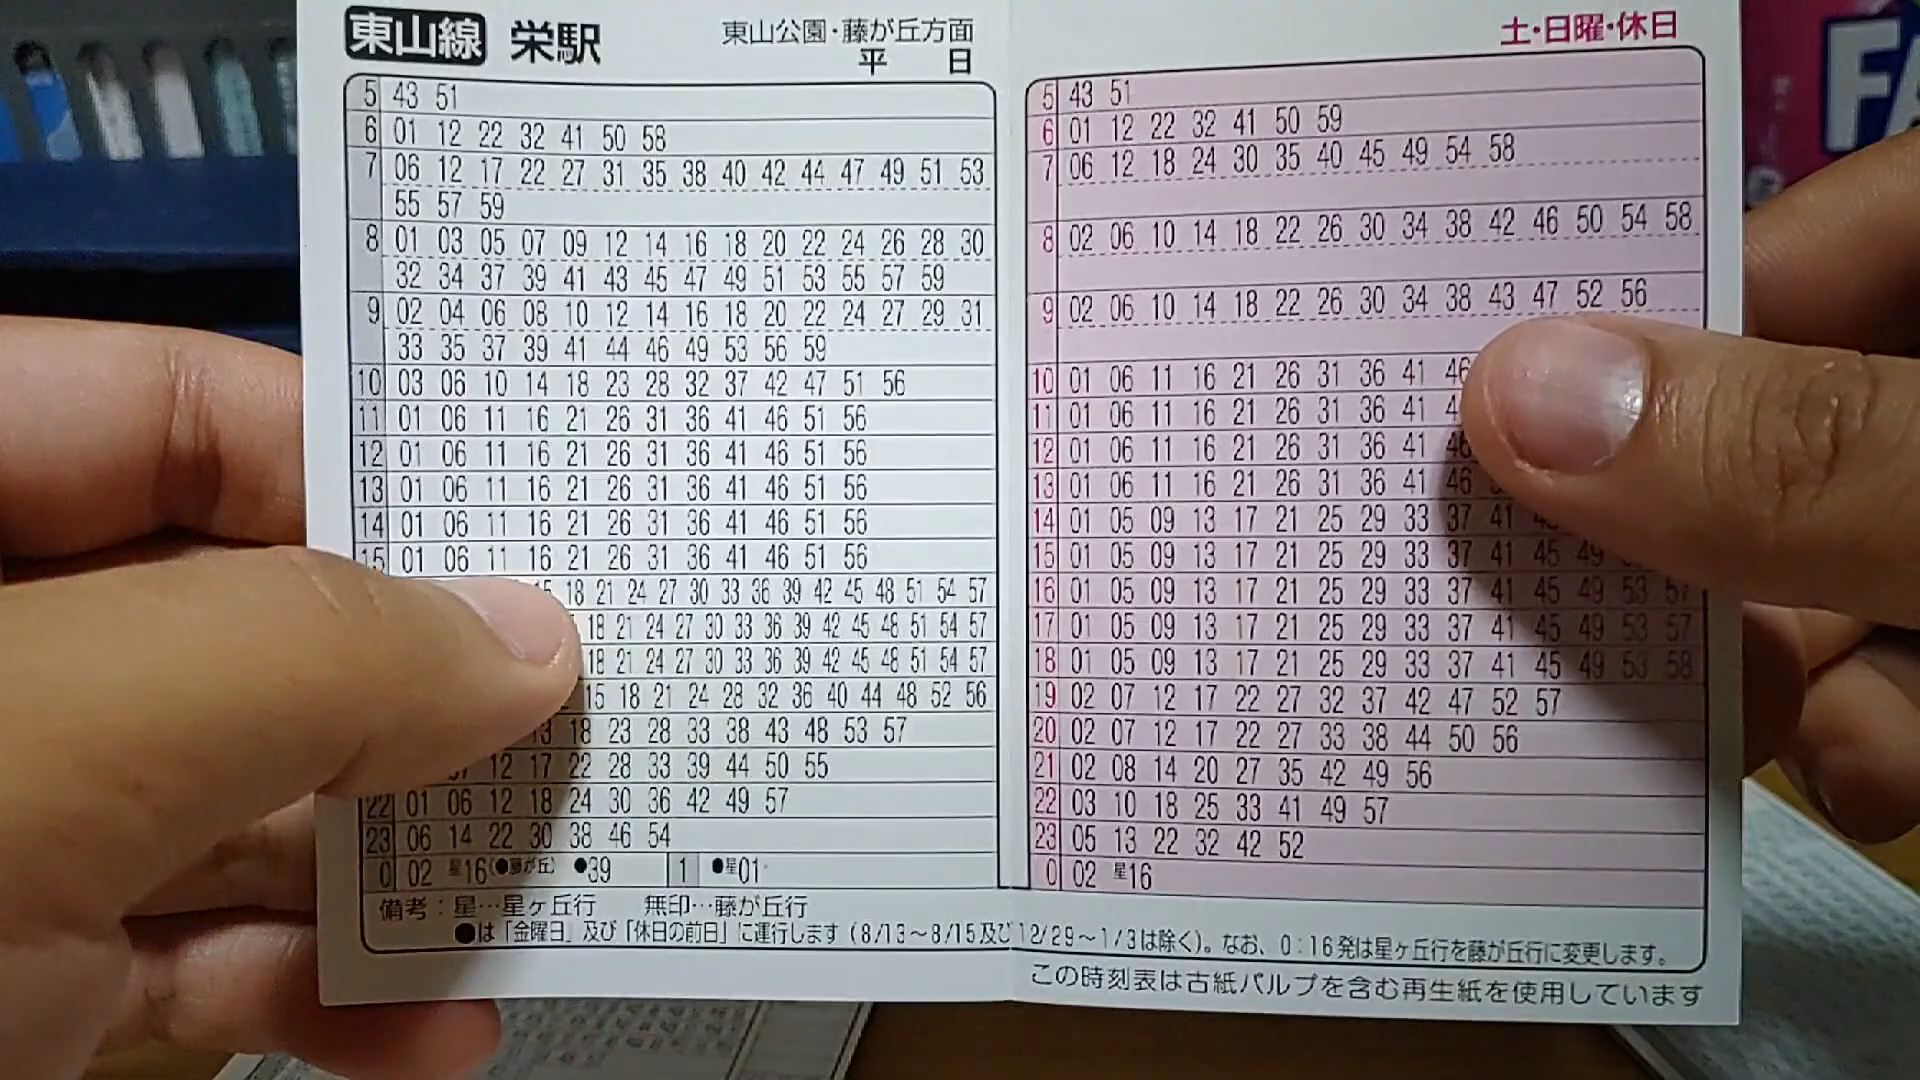 東山線 栄駅 東山公園・藤が丘方面
平 日
5 43 51
6 01 12 22 32 41 50 58
7 06 12 17 22 27 31 35 38 40 42 44 47 49 51 53
55 57 59
8 01 03 05 07 09 12 14 16 18 20 22 24 26 28 30
32 34 37 39 41 43 45 47 49 51 53 55 57 59
9 02 04 06 08 10 12 14 16 18 20 22 24 27 29 31
33 35 37 39 41 44 46 49 53 56 59
10 03 06 10 14 18 23 28 32 37 42 47 51 56
11 01 06 11 16 21 26 31 36 41 46 51 56
12 01 06 11 16 21 26 31 36 41 46 51 56
13 01 06 11 16 21 26 31 36 41 46 51 56
14 01 06 11 16 21 26 31 36 41 46 51 56
15 01 06 11 16 21 26 31 36 41 46 51 56
18 21 24 27 30 33 36 39 42 45 48 51 54 57
18 21 24 27 30 33 36 39 42 45 48 51 54 57
18 21 24 27 30 33 36 39 42 45 48 51 54 57
15 18 21 24 28 32 36 40 44 48 52 56
13 18 23 28 33 38 43 48 53 57
12 17 22 28 33 39 44 50 55
22 01 06 12 18 24 30 36 42 49 57
23 06 14 22 30 38 46 54
0 02 星16(●藤が丘) ●39 1 ●星01
土・日曜・休日
5 43 51
6 01 12 22 32 41 50 59
7 06 12 18 24 30 35 40 45 49 54 58
8 02 06 10 14 18 22 26 30 34 38 42 46 50 54 58
9 02 06 10 14 18 22 26 30 34 38 43 47 52 56
10 01 06 11 16 21 26 31 36 41 46
11 01 06 11 16 21 26 31 36 41
12 01 06 11 16 21 26 31 36 41 46
13 01 06 11 16 21 26 31 36 41 46
14 01 05 09 13 17 21 25 29 33 37 41
15 01 05 09 13 17 21 25 29 33 37 41 45 49
16 01 05 09 13 17 21 25 29 33 37 41 45 49 53 57
17 01 05 09 13 17 21 25 29 33 37 41 45 49 53 57
18 01 05 09 13 17 21 25 29 33 37 41 45 49 53 58
19 02 07 12 17 22 27 32 37 42 47 52 57
20 02 07 12 17 22 27 33 38 44 50 56
21 02 08 14 20 27 35 42 49 56
22 03 10 18 25 33 41 49 57
23 05 13 22 32 42 52
0 02 星16
備考：星…星ヶ丘行 無印…藤が丘行
●は「金曜日」及び「休日の前日」に運行します（8/13～8/15及び12/29～1/3は除く）。なお、0:16発は星ヶ丘行を藤が丘行に変更します。
この時刻表は古紙パルプを含む再生紙を使用しています